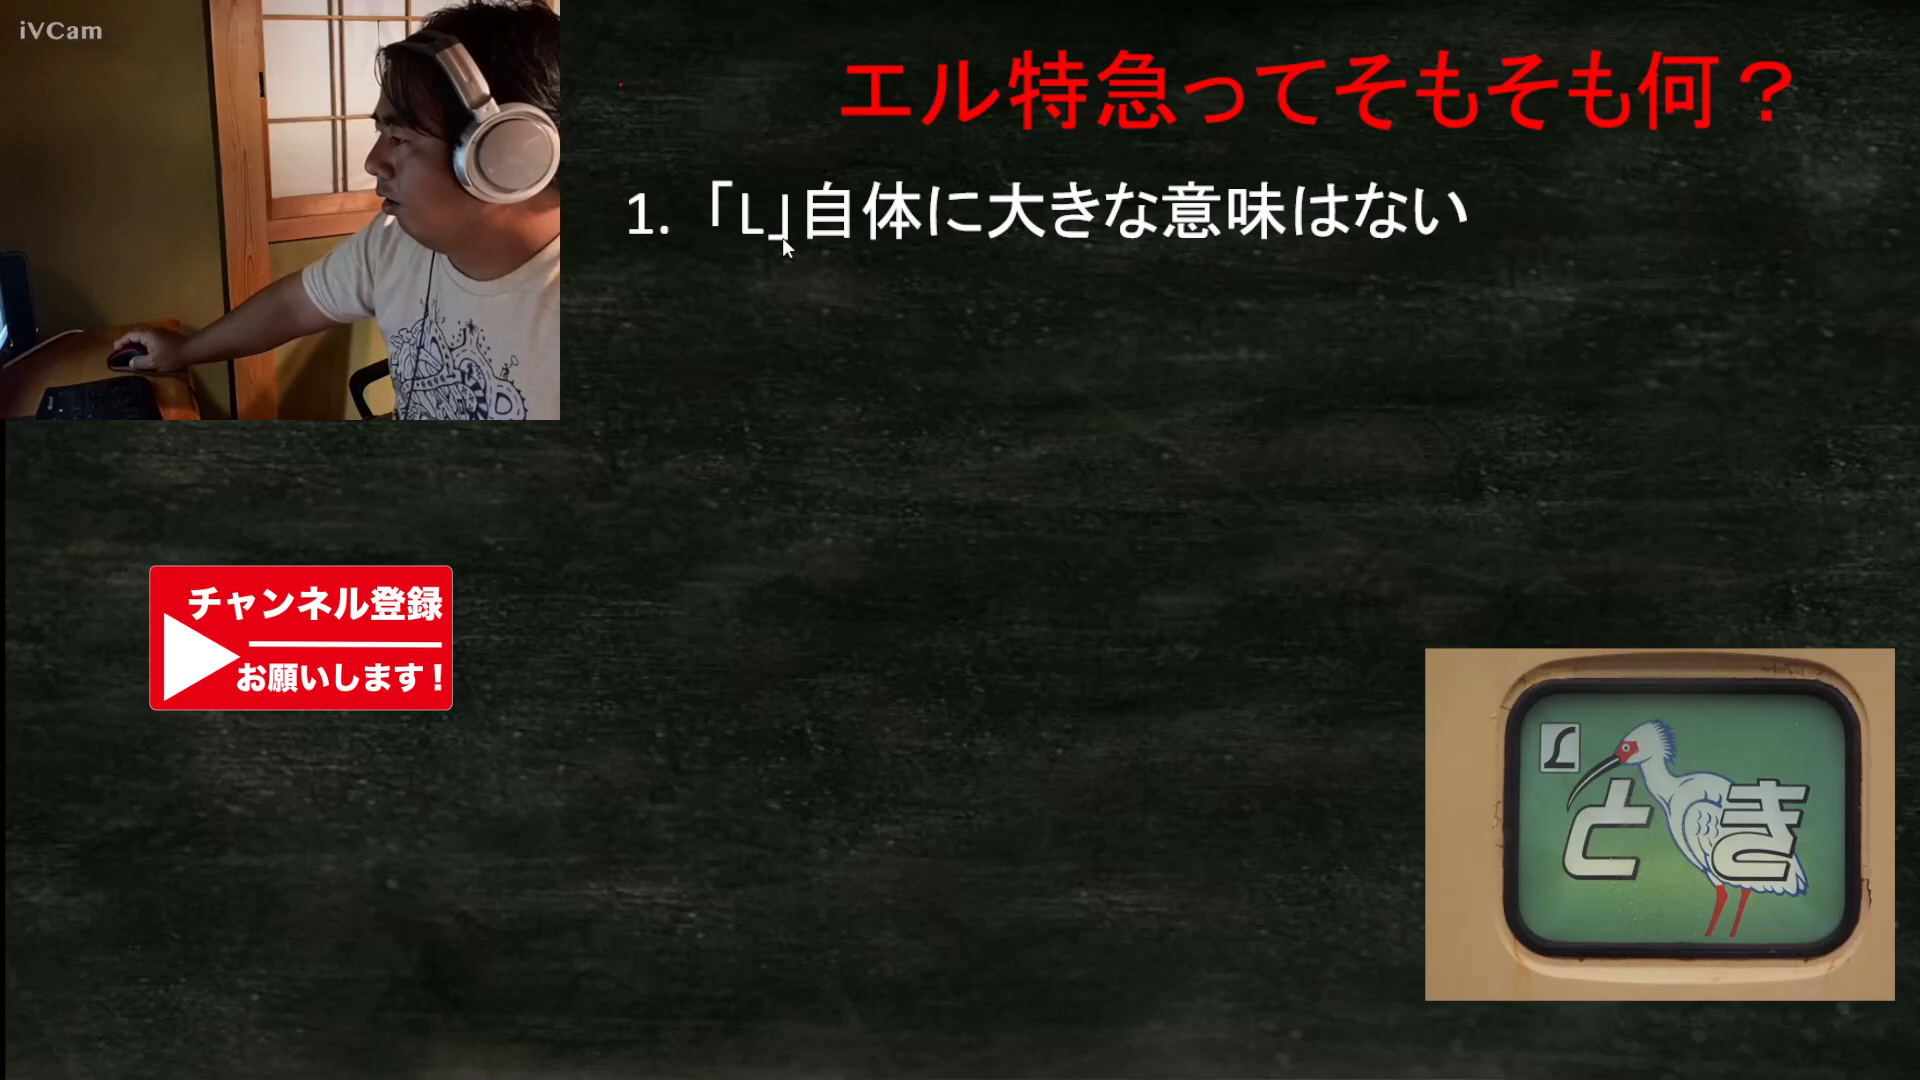 iVCam
エル特急ってそもそも何？
1. 「L」自体に大きな意味はない
チャンネル登録
お願いします！
L
とき